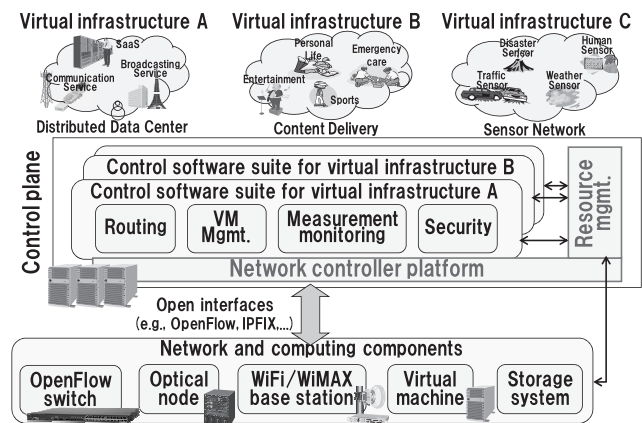 Virtual infrastructure A
Virtual infrastructure B
Virtual infrastructure C
SaaS
Communication
Service
Broadcasting
Service
Distributed Data Center
Personal
Life
Emergency
care
Entertainment
Sports
Content Delivery
Disaster
Sensor
Human
Sensor
Traffic
Sensor
Weather
Sensor
Sensor Network
Control plane
Control software suite for virtual infrastructure B
Control software suite for virtual infrastructure A
Routing
VM
Mgmt.
Measurement
monitoring
Security
Resource
mgmt.
Network controller platform
Open interfaces
(e.g., OpenFlow, IPFIX,...)
Network and computing components
OpenFlow
switch
Optical
node
WiFi/WiMAX
base station
Virtual
machine
Storage
system